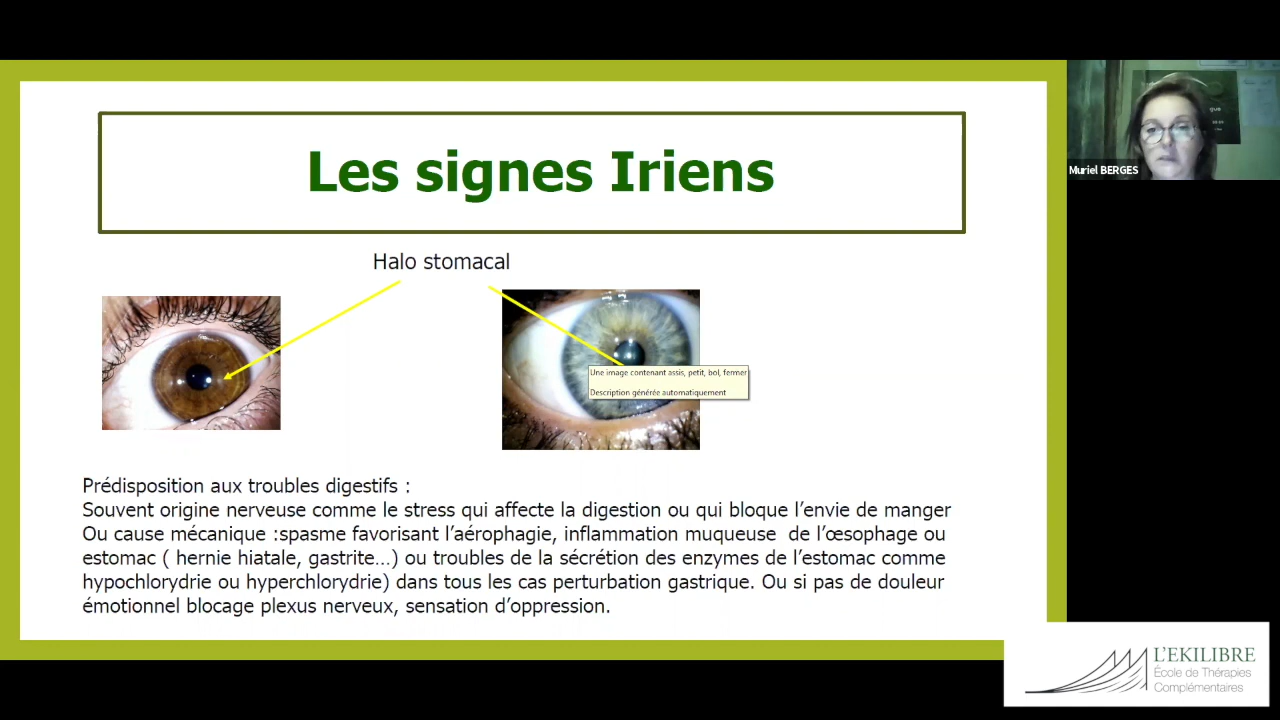 Les signes Iriens
Muriel BERGES
Halo stomacal
Une image contenant assis, petit, bol, fermer
Description générée automatiquement
Prédisposition aux troubles digestifs :
Souvent origine nerveuse comme le stress qui affecte la digestion ou qui bloque l’envie de manger
Ou cause mécanique :spasme favorisant l’aérophagie, inflammation muqueuse de l’œsophage ou
estomac ( hernie hiatale, gastrite…) ou troubles de la sécrétion des enzymes de l’estomac comme
hypochlorydrie ou hyperchlorydrie) dans tous les cas perturbation gastrique. Ou si pas de douleur
émotionnel blocage plexus nerveux, sensation d’oppression.
L’EKILIBRE
École de Thérapies
Complémentaires